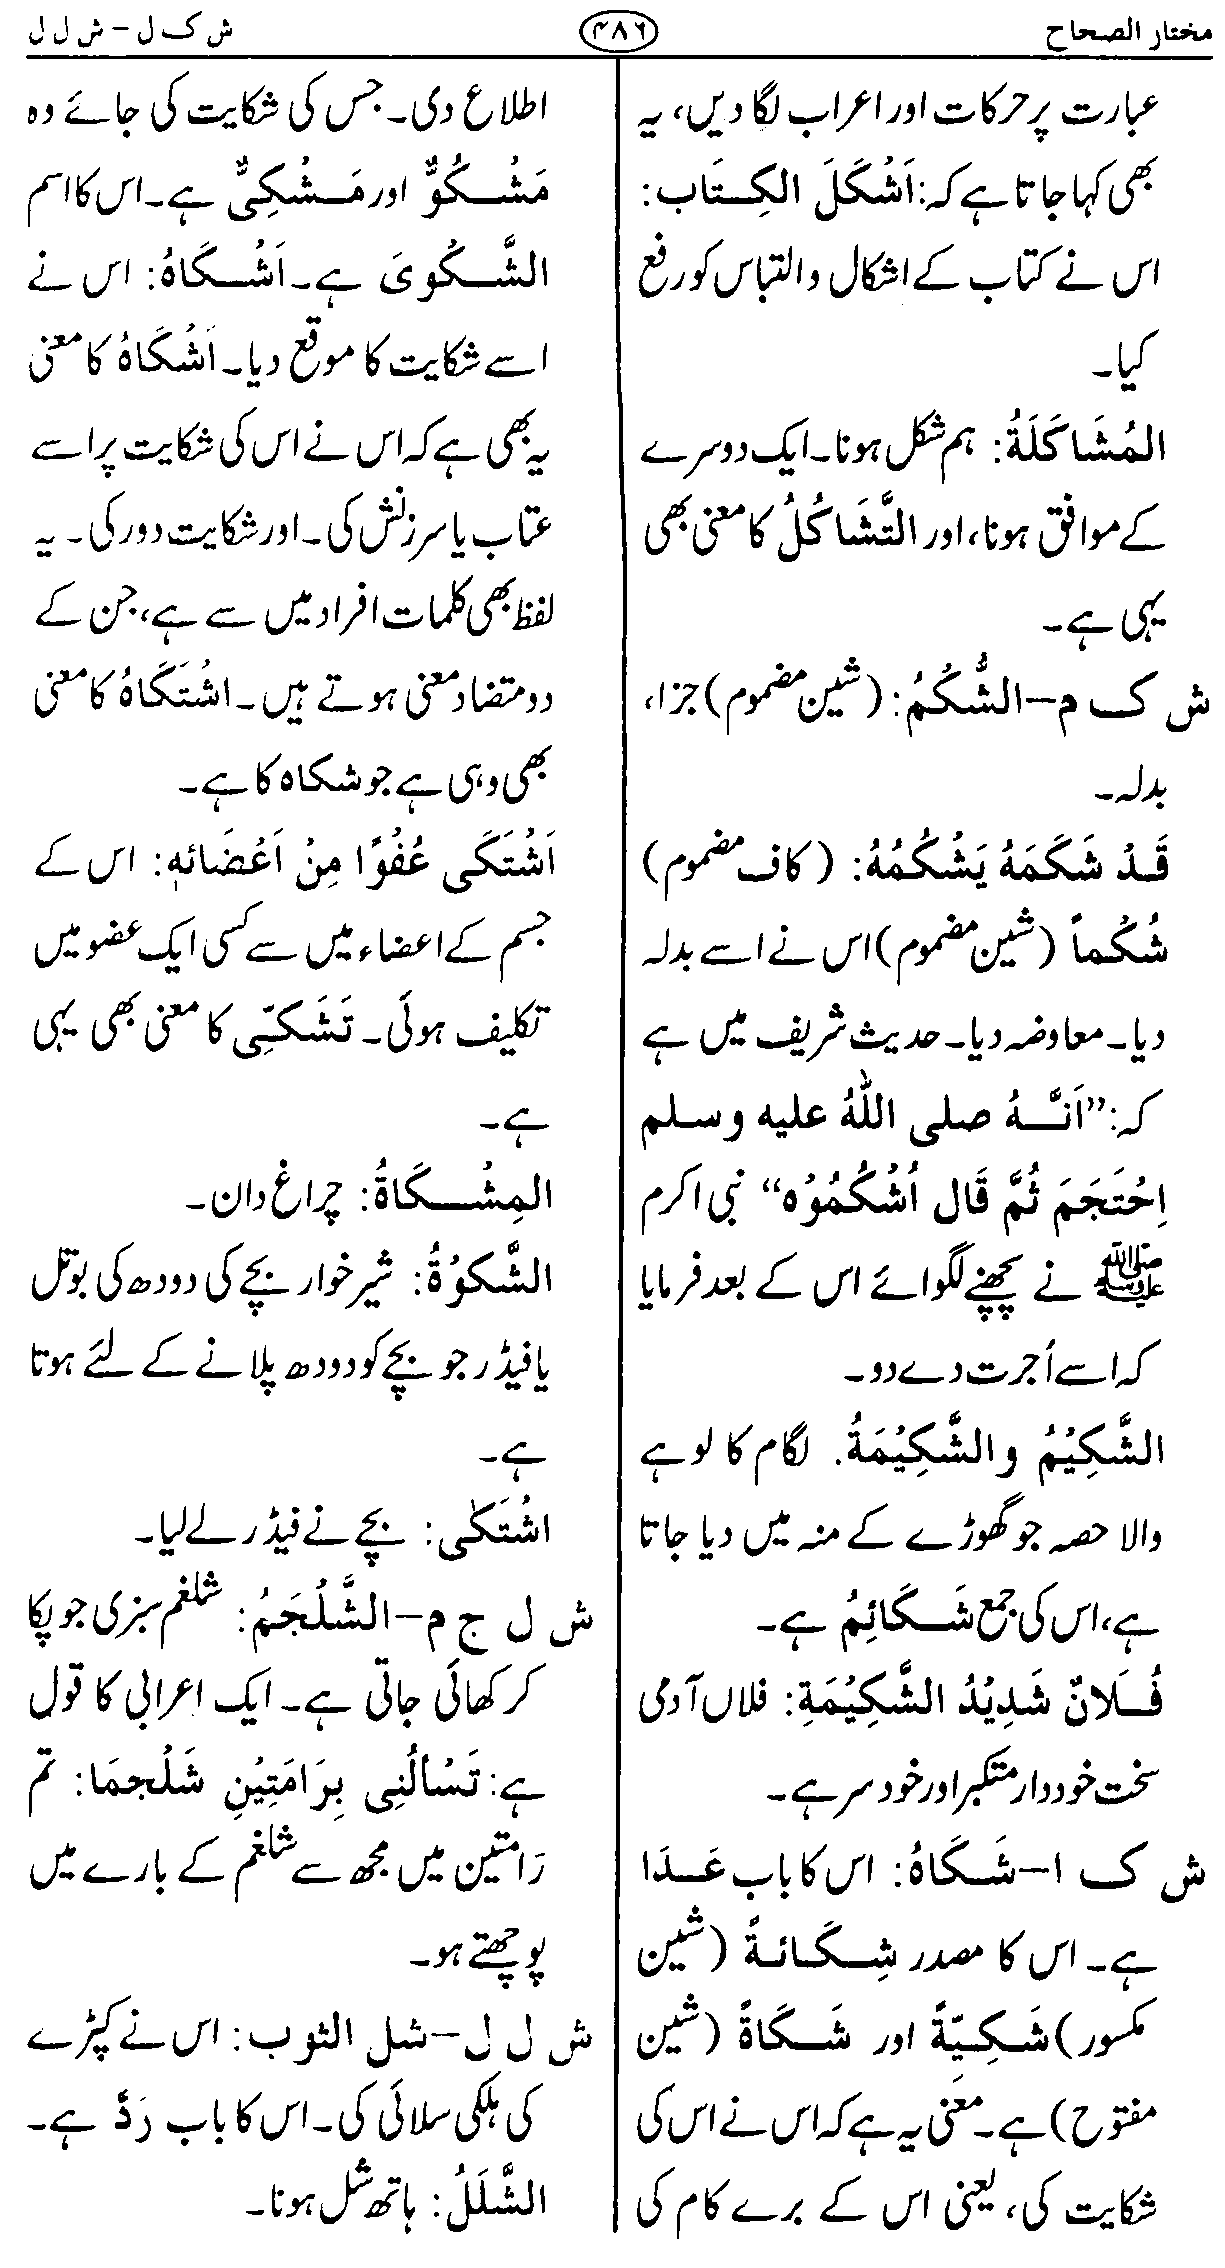 مختار الصحاح
۴۸۶
ش ک ل – ش ل ل
عبارت پر حرکات اور اعراب لگا دیں، یہ
بھی کہا جاتا ہے کہ: اَشْکَلَ الکِتَاب:
اس نے کتاب کے اشکال والتباس کو رفع
کیا۔
المُشَاکَلَةُ: ہم شکل ہونا۔ ایک دوسرے
کے موافق ہونا، اور التَّشَاکُلُ کا معنی بھی
یہی ہے۔
ش ک م – الشُّکُمُ: (شین مضموم) جزا،
بدلہ۔
قَدْ شَکَمَهُ يَشْکُمُهُ: (کاف مضموم)
شُکْماً (شین مضموم) اس نے اسے بدلہ
دیا۔ معاوضہ دیا۔ حدیث شریف میں ہے
کہ: ”اَنَّهُ صلى اللهُ عليه وسلم
اِحْتَجَمَ ثُمَّ قَال اُشْکُمُوْه“ نبی اکرم
ﷺ نے پچھنے لگوائے اس کے بعد فرمایا
کہ اسے اُجرت دے دو۔
الشَّکِيْمُ والشَّکِيْمَةُ. لگام کا لوہے
والا حصہ جو گھوڑے کے منہ میں دیا جاتا
ہے، اس کی جمع شَکَائِمُ ہے۔
فُلَانٌ شَدِيْدُ الشَّکِيْمَةِ: فلاں آدمی
سخت خوددار متکبر اور خود سر ہے۔
ش ک ا – شَکَاهُ: اس کا باب عَدَا
ہے۔ اس کا مصدر شِکَائةً (شین
مکسور) شَکِيّةً اور شَکَاةً (شین
مفتوح) ہے۔ معنی یہ ہے کہ اس نے اس کی
شکایت کی، یعنی اس کے برے کام کی
اطلاع دی۔ جس کی شکایت کی جائے وہ
مَشْکُوٌّ اور مَشْکِیٌّ ہے۔ اس کا اسم
الشَّکْوىَ ہے۔ اَشْکَاهُ: اس نے
اسے شکایت کا موقع دیا۔ اَشْکَاهُ کا معنی
یہ بھی ہے کہ اس نے اس کی شکایت پر اسے
عتاب یا سرزنش کی۔ اور شکایت دور کی۔ یہ
لفظ بھی کلمات افراد میں سے ہے، جن کے
دو متضاد معنی ہوتے ہیں۔ اشْتَکَاهُ کا معنی
بھی وہی ہے جو شکاہ کا ہے۔
اَشْتَکَى عُفُوًا مِنْ اَعْضَائهٖ: اس کے
جسم کے اعضاء میں سے کسی ایک عضو میں
تکلیف ہوئی۔ تَشَکّٰی کا معنی بھی یہی
ہے۔
المِشْکَاةُ: چراغ دان۔
الشَّکوْةُ: شیر خوار بچے کی دودھ کی بوتل
یا فیڈر جو بچے کو دودھ پلانے کے لئے ہوتا
ہے۔
اشْتَکٰى: بچے نے فیڈر لے لیا۔
ش ل ج م – الشَّلْجَمُ: شلغم سبزی جو پکا
کر کھائی جاتی ہے۔ ایک اعرابی کا قول
ہے: تَسْألُنِى بِرَامَتِيْنِ شَلْجمَا: تم
رَامتین میں مجھ سے شلغم کے بارے میں
پوچھتے ہو۔
ش ل ل – شل الثوب: اس نے کپڑے
کی ہلکی سلائی کی۔ اس کا باب رَدَّ ہے۔
الشَّلَلُ: ہاتھ شل ہونا۔